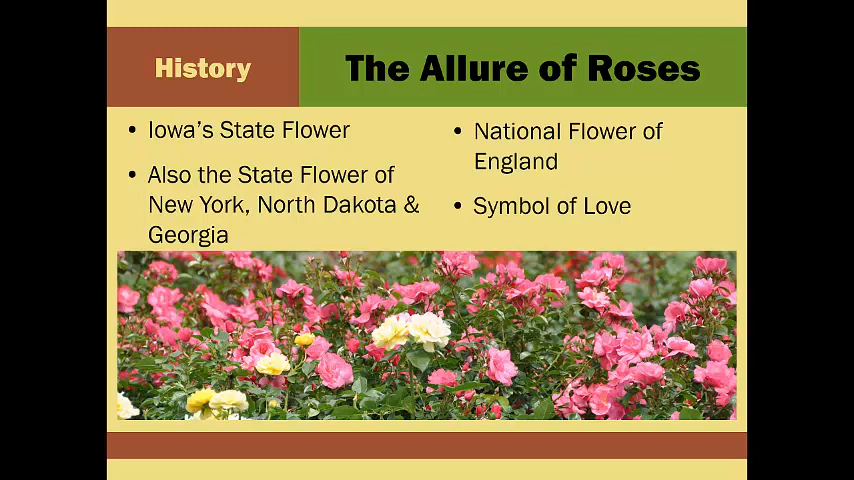 History
The Allure of Roses
• Iowa's State Flower
• Also the State Flower of
New York, North Dakota &
Georgia
• National Flower of
England
• Symbol of Love